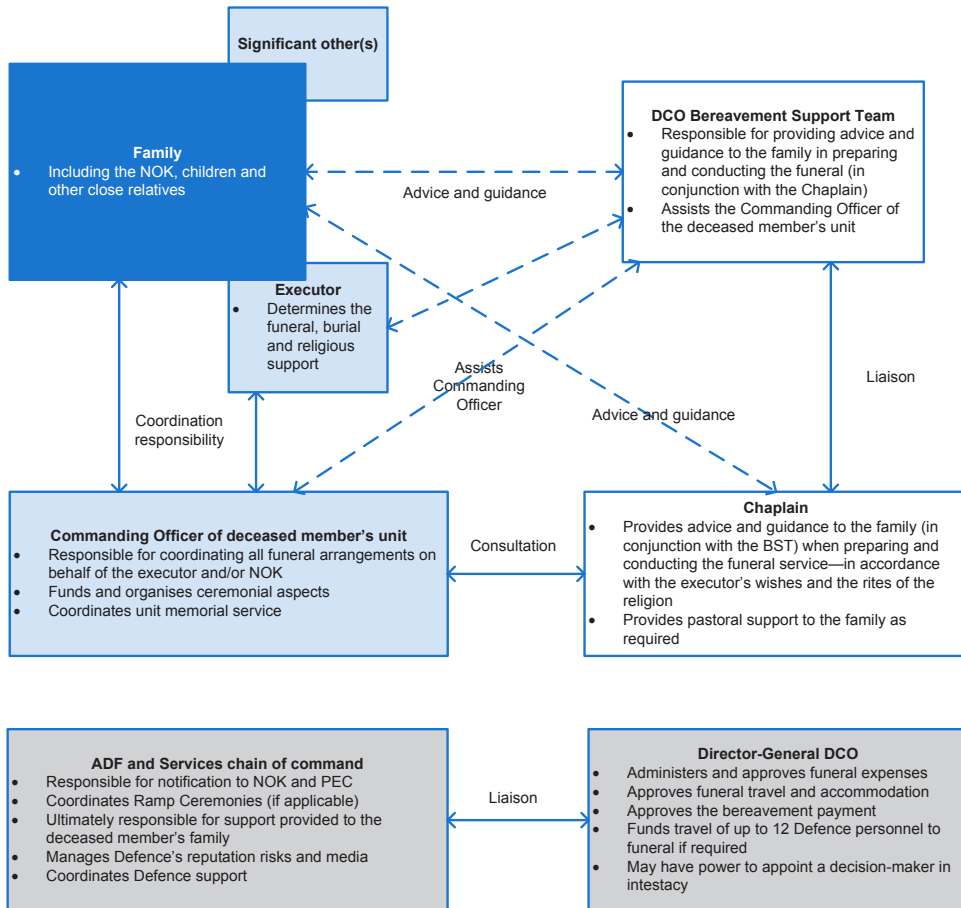 Significant other(s)
Family
• Including the NOK, children and
other close relatives
DCO Bereavement Support Team
• Responsible for providing advice and
guidance to the family in preparing
and conducting the funeral (in
conjunction with the Chaplain)
• Assists the Commanding Officer of
the deceased member's unit
Advice and guidance
Executor
• Determines the
funeral, burial
and religious
support
Assists
Commanding
Officer
Liaison
Coordination
responsibility
Advice and guidance
Commanding Officer of deceased member's unit
• Responsible for coordinating all funeral arrangements on
behalf of the executor and/or NOK
• Funds and organises ceremonial aspects
• Coordinates unit memorial service
Consultation
Chaplain
• Provides advice and guidance to the family (in
conjunction with the BST) when preparing and
conducting the funeral service—in accordance
with the executor's wishes and the rites of the
religion
• Provides pastoral support to the family as
required
ADF and Services chain of command
• Responsible for notification to NOK and PEC
• Coordinates Ramp Ceremonies (if applicable)
• Ultimately responsible for support provided to the
deceased member's family
• Manages Defence's reputation risks and media
• Coordinates Defence support
Liaison
Director-General DCO
• Administers and approves funeral expenses
• Approves funeral travel and accommodation
• Approves the bereavement payment
• Funds travel of up to 12 Defence personnel to
funeral if required
• May have power to appoint a decision-maker in
intestacy